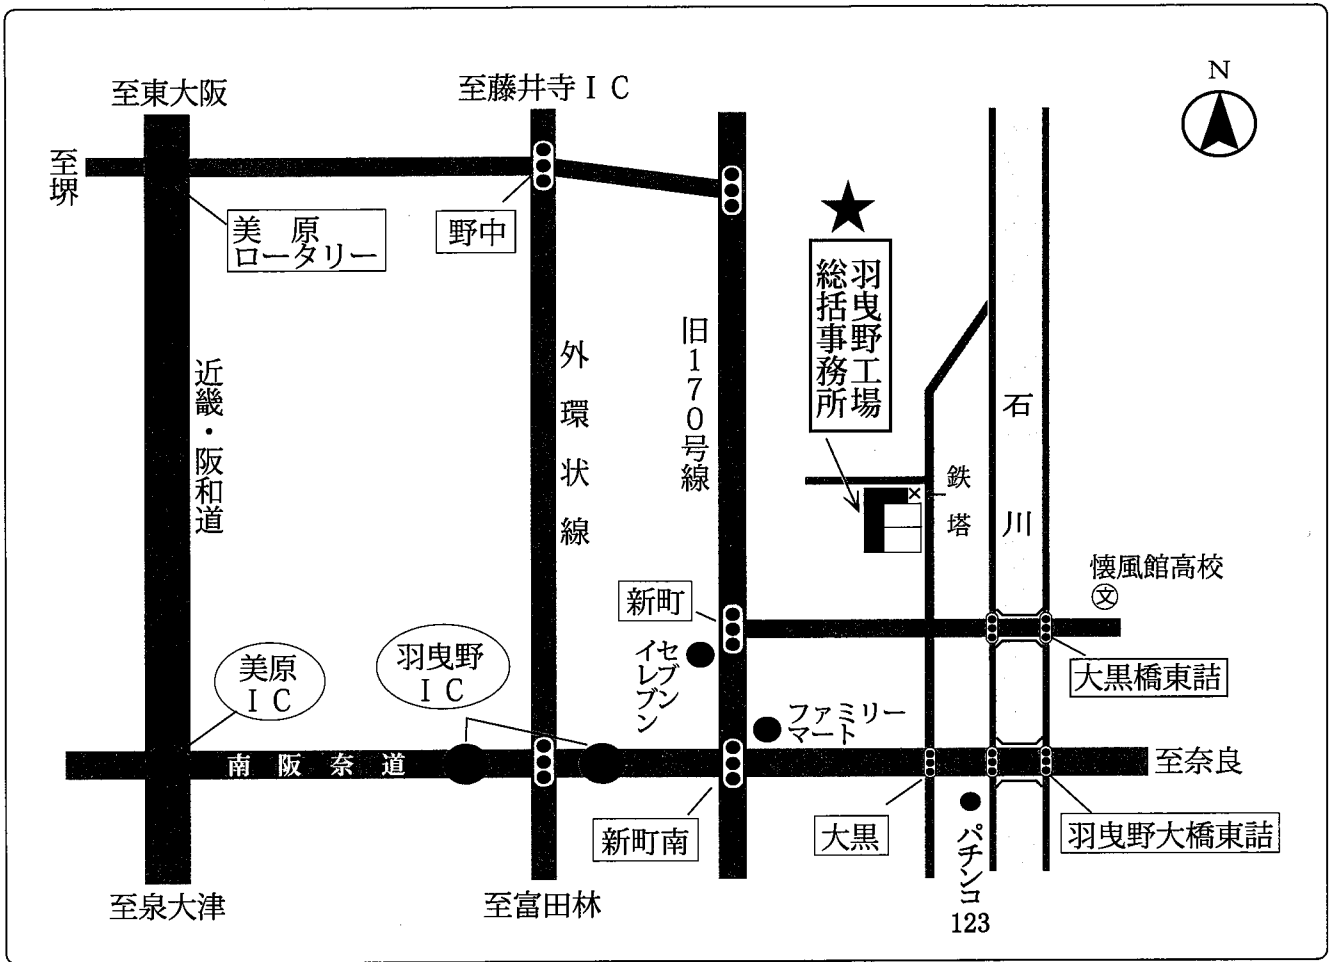 N
至東大阪
至藤井寺ＩＣ
至堺
美　原
ロータリー
野中
羽曳野工場
総括事務所
近畿・阪和道
外環状線
旧１７０号線
石川
鉄塔
懐風館高校
文
新町
セブン
イレブン
大黒橋東詰
美原
ＩＣ
羽曳野
ＩＣ
ファミリー
マート
南阪奈道
至奈良
新町南
大黒
パチンコ
123
羽曳野大橋東詰
至泉大津
至富田林